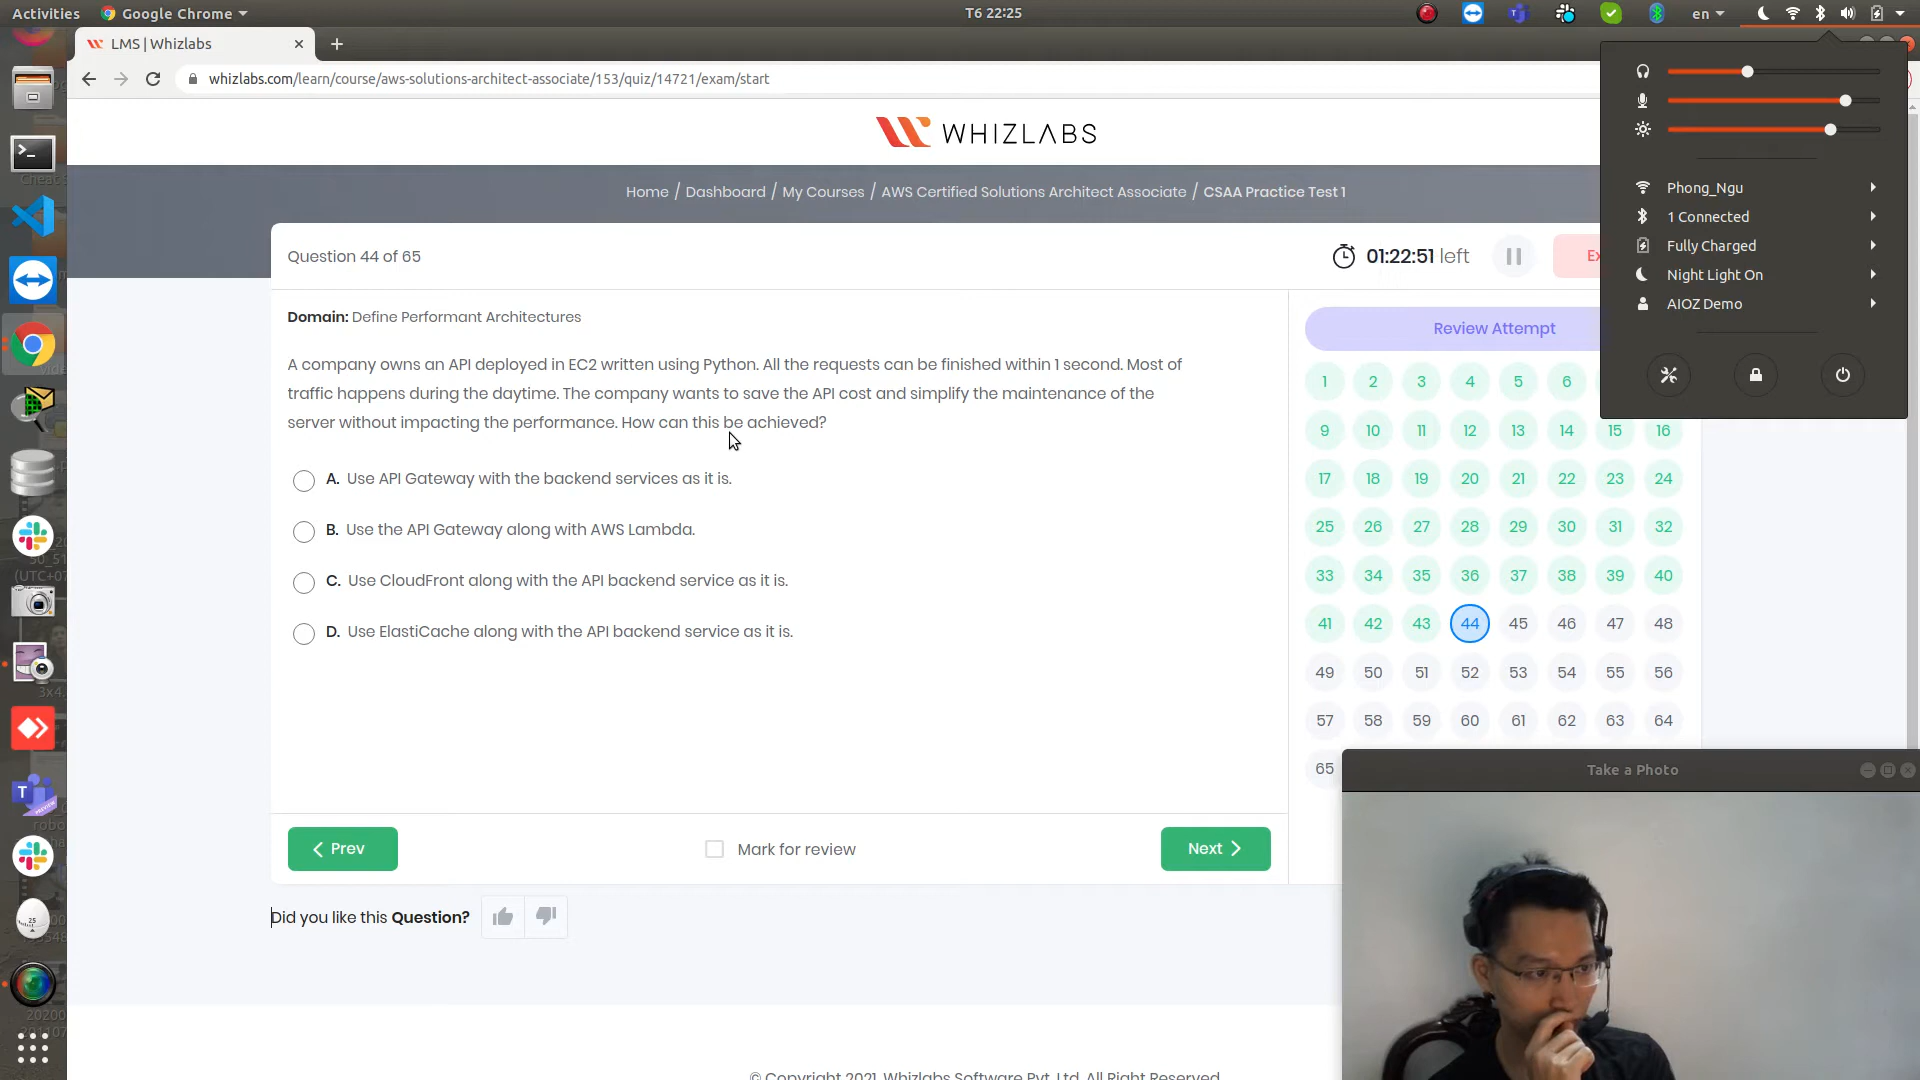 Activities
Google Chrome
T6 22:25
en
LMS | Whizlabs
whizlabs.com/learn/course/aws-solutions-architect-associate/153/quiz/14721/exam/start
WHIZLABS
Home / Dashboard / My Courses / AWS Certified Solutions Architect Associate / CSAA Practice Test 1
Phong_Ngu
1 Connected
Fully Charged
Night Light On
AIOZ Demo
Question 44 of 65
01:22:51 left
Ex
Domain: Define Performant Architectures
A company owns an API deployed in EC2 written using Python. All the requests can be finished within 1 second. Most of
traffic happens during the daytime. The company wants to save the API cost and simplify the maintenance of the
server without impacting the performance. How can this be achieved?
A. Use API Gateway with the backend services as it is.
B. Use the API Gateway along with AWS Lambda.
C. Use CloudFront along with the API backend service as it is.
D. Use ElastiCache along with the API backend service as it is.
Review Attempt
1 2 3 4 5 6
9 10 11 12 13 14 15 16
17 18 19 20 21 22 23 24
25 26 27 28 29 30 31 32
33 34 35 36 37 38 39 40
41 42 43 44 45 46 47 48
49 50 51 52 53 54 55 56
57 58 59 60 61 62 63 64
65
Prev
Mark for review
Next
Did you like this Question?
Take a Photo
© Copyright 2021. Whizlabs Software Pvt. Ltd. All Right Reserved